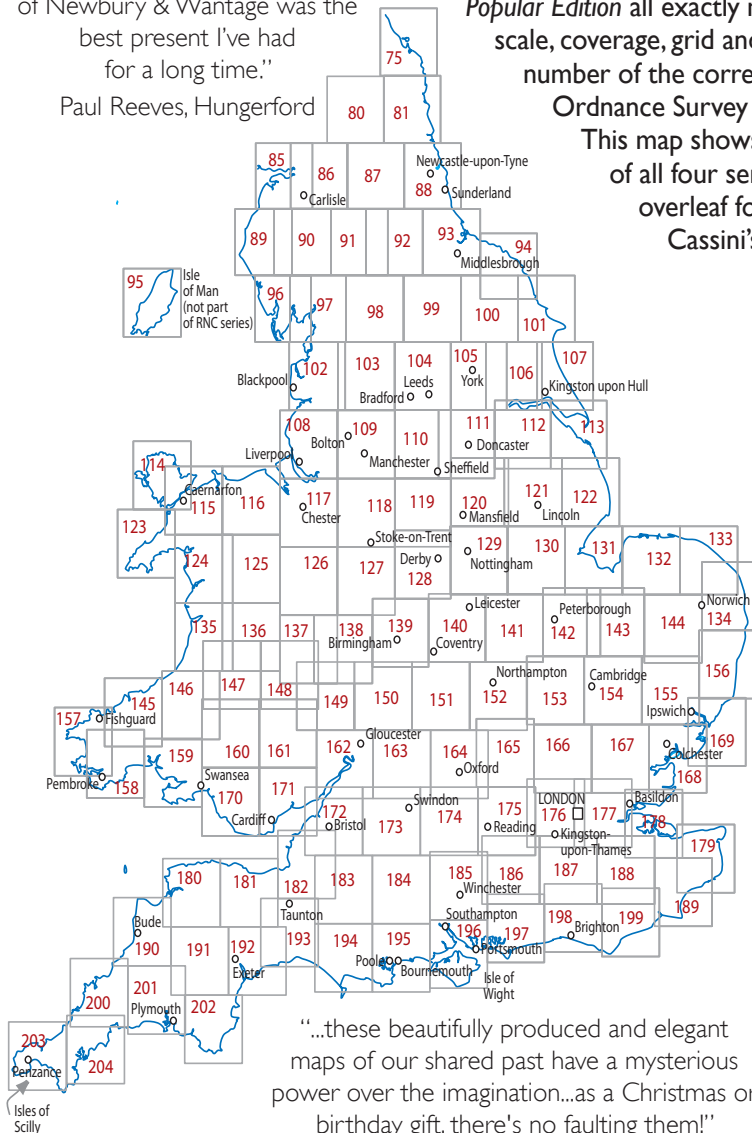 of Newbury & Wantage was the
best present I've had
for a long time.”
Paul Reeves, Hungerford
Popular Edition all exactly
scale, coverage, grid and
number of the corre
Ordnance Survey
This map shows
of all four ser
overleaf fo
Cassini’s
75
80 81
85 86 87 Newcastle-upon-Tyne
88 Sunderland
Carlisle
89 90 91 92 93 94
Middlesbrough
95 Isle
of Man
(not part
of RNC series)
96 97 98 99 100 101
102 103 104 105 106 107
Blackpool Leeds York
Bradford Kingston upon Hull
108 109 110 111 112 113
Bolton Doncaster
Liverpool Manchester Sheffield
114
Caernarfon
115 116 117 118 119 120 121 122
Chester Mansfield Lincoln
123 Stoke-on-Trent
124 125 126 127 128 129 130 131 132 133
Derby Nottingham
Leicester Norwich
134
135 136 137 138 139 140 141 142 143 144
Peterborough
Birmingham Coventry
145 146 147 148 149 150 151 152 153 154 155 156
Northampton Cambridge
157 Fishguard Ipswich
158 159 160 161 162 163 164 165 166 167 168 169
Gloucester Colchester
Pembroke Swansea Oxford
170 171 172 173 174 175 176 177 178 179
Cardiff Bristol Swindon Reading LONDON Basildon
Kingston-
upon-Thames
180 181 182 183 184 185 186 187 188 189
Taunton Winchester
190 191 192 193 194 195 196 197 198 199
Bude Exeter Southampton Brighton
Poole Bournemouth Portsmouth
Isle of
Wight
200 201 202
Plymouth
203 204
Penzance
Isles of
Scilly
“...these beautifully produced and elegant
maps of our shared past have a mysterious
power over the imagination...as a Christmas or
birthday gift, there's no faulting them!”